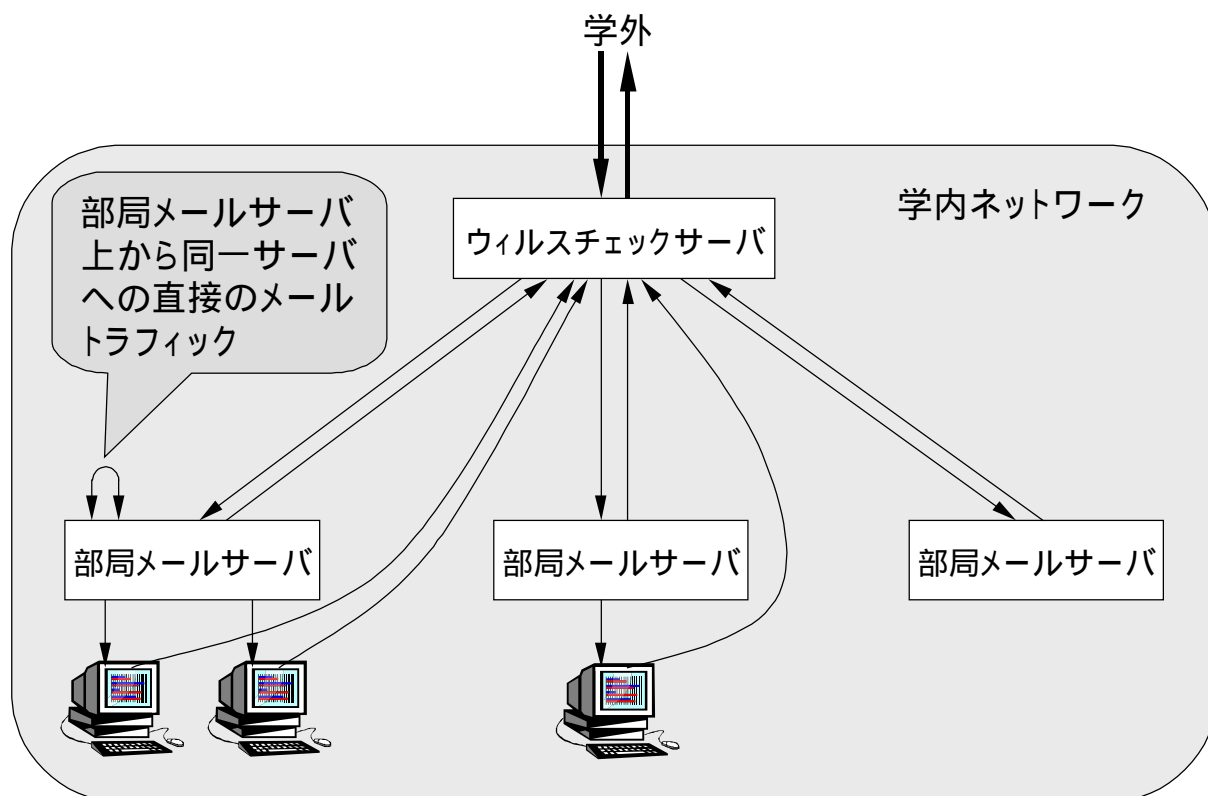 学外
部局メールサーバ
上から同一サーバ
への直接のメール
トラフィック
学内ネットワーク
ウィルスチェックサーバ
部局メールサーバ
部局メールサーバ
部局メールサーバ